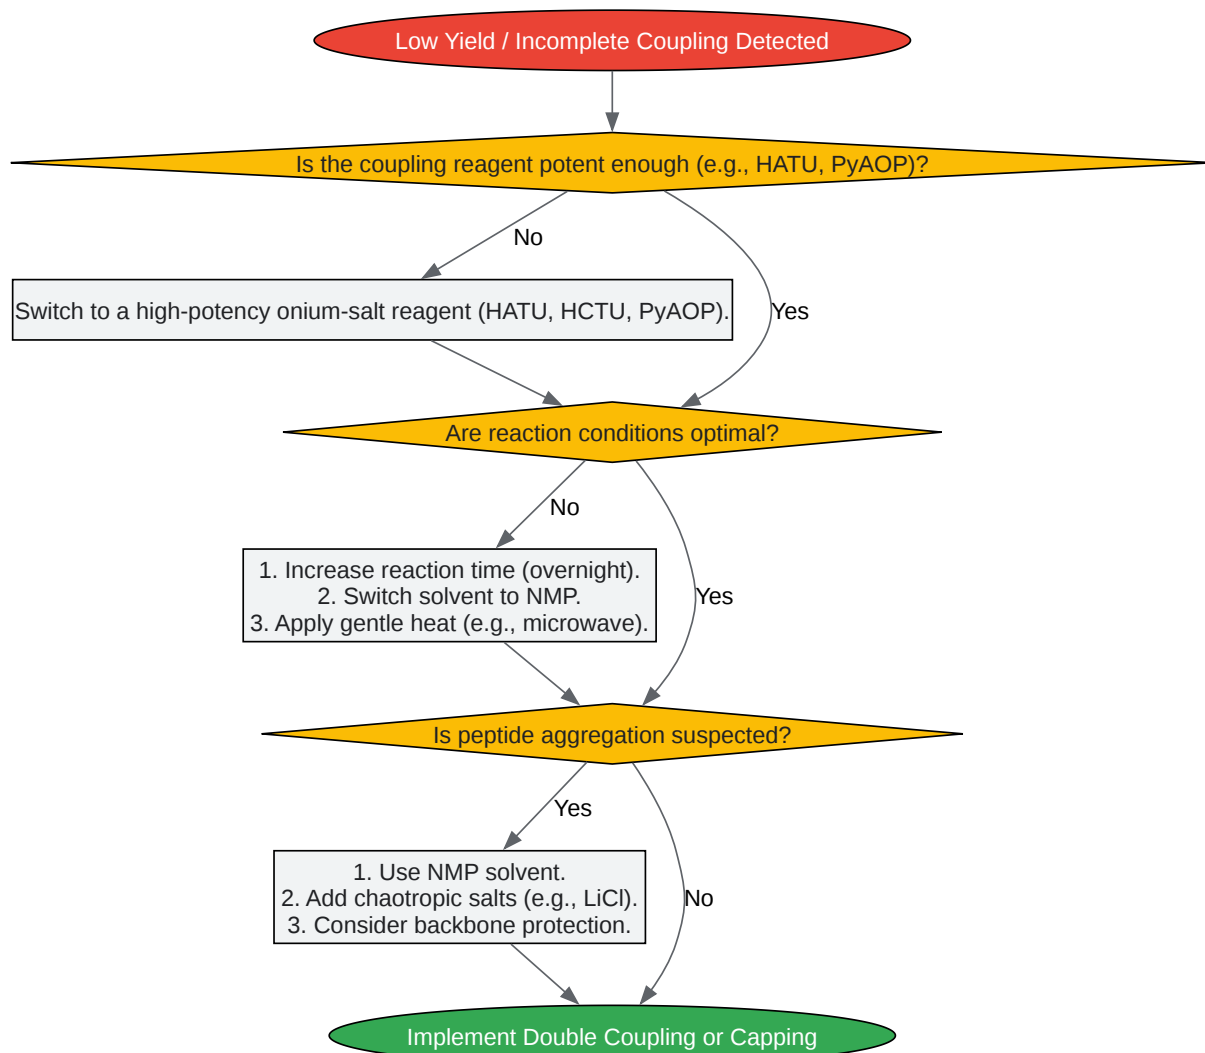 Low Yield / Incomplete Coupling Detected
Is the coupling reagent potent enough (e.g., HATU, PyAOP)?
No
Switch to a high-potency onium-salt reagent (HATU, HCTU, PyAOP).
Yes
Are reaction conditions optimal?
No
1. Increase reaction time (overnight).
2. Switch solvent to NMP.
3. Apply gentle heat (e.g., microwave).
Yes
Is peptide aggregation suspected?
Yes
1. Use NMP solvent.
2. Add chaotropic salts (e.g., LiCl).
3. Consider backbone protection.
No
Implement Double Coupling or Capping